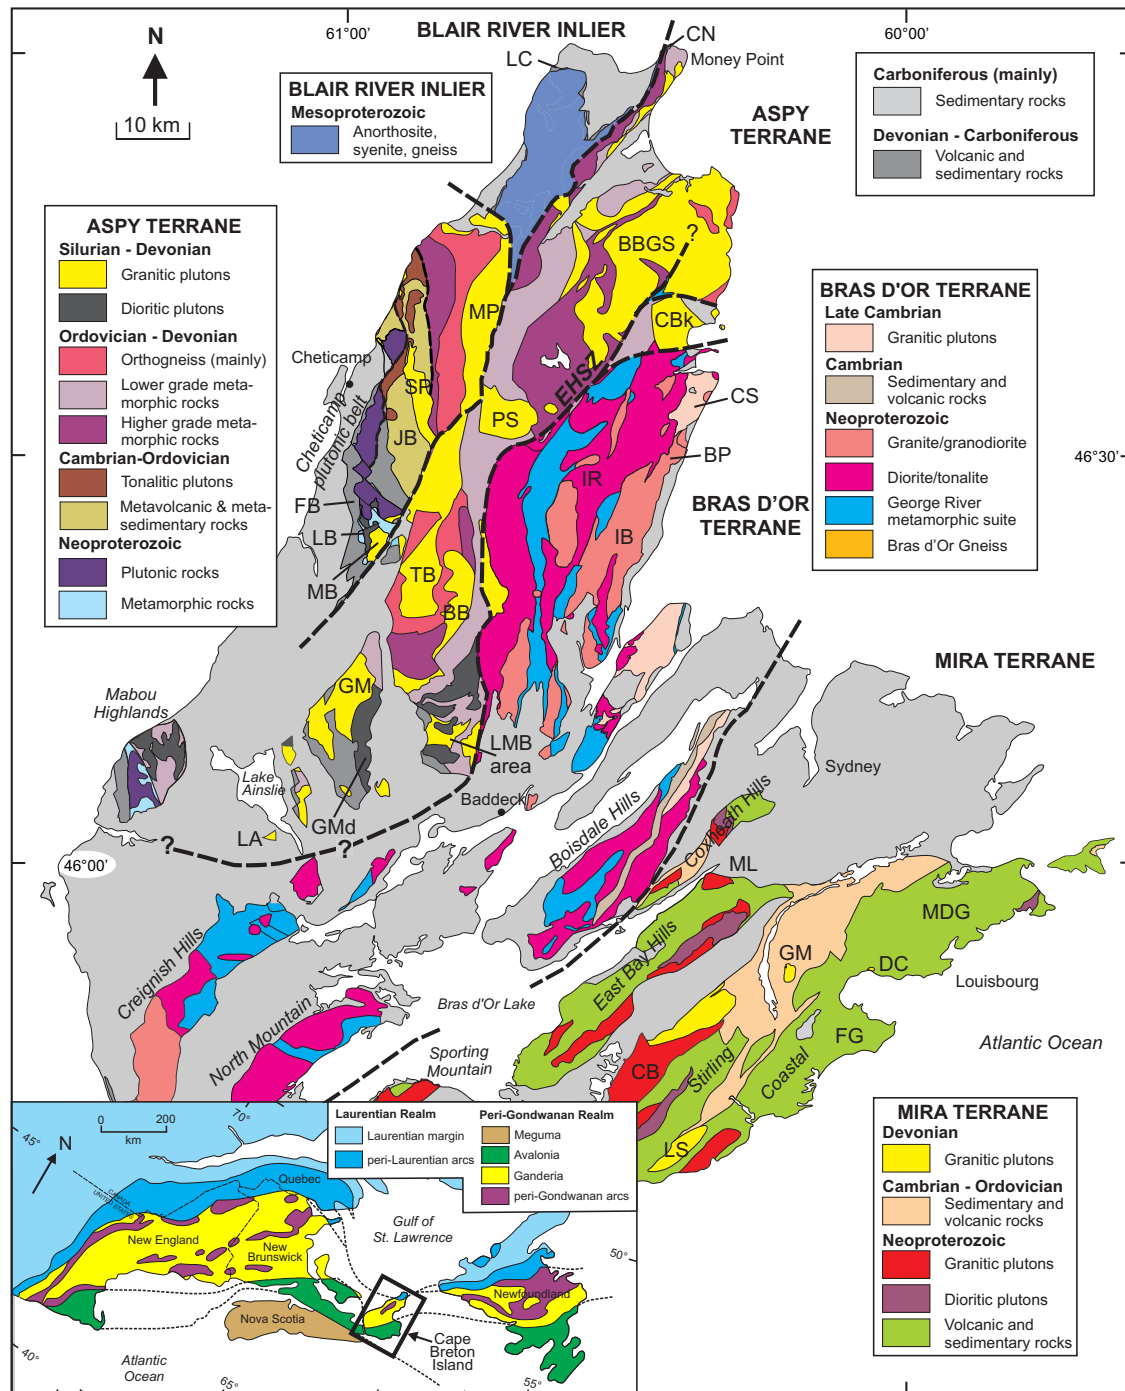 61°00'
60°00'
BLAIR RIVER INLIER
N
10 km
LC
CN
Money Point
BLAIR RIVER INLIER
Mesoproterozoic
Anorthosite,
syenite, gneiss
ASPY
TERRANE
Carboniferous (mainly)
Sedimentary rocks
Devonian - Carboniferous
Volcanic and
sedimentary rocks
ASPY TERRANE
Silurian - Devonian
Granitic plutons
Dioritic plutons
Ordovician - Devonian
Orthogneiss (mainly)
Lower grade meta-
morphic rocks
Higher grade meta-
morphic rocks
Cambrian-Ordovician
Tonalitic plutons
Metavolcanic & meta-
sedimentary rocks
Neoproterozoic
Plutonic rocks
Metamorphic rocks
BRAS D'OR TERRANE
Late Cambrian
Granitic plutons
Cambrian
Sedimentary and
volcanic rocks
Neoproterozoic
Granite/granodiorite
Diorite/tonalite
George River
metamorphic suite
Bras d'Or Gneiss
BBGS
?
MP
CBk
Cheticamp
SP
EHSZ
PS
CS
JB
Cheticamp
plutonic belt
BP
46°30'
IR
FB
BRAS D'OR
TERRANE
LB
IB
TB
MB
BB
MIRA TERRANE
GM
Mabou
Highlands
LMB
area
Lake
Ainslie
Sydney
Baddeck
LA
GMd
?
?
46°00'
Boisdale Hills
Coxheath Hills
ML
MDG
Creignish Hills
East Bay Hills
GM
DC
Louisbourg
Bras d'Or Lake
North Mountain
FG
Atlantic Ocean
Sporting
Mountain
CB
Stirling
Coastal
LS
MIRA TERRANE
Devonian
Granitic plutons
Cambrian - Ordovician
Sedimentary and
volcanic rocks
Neoproterozoic
Granitic plutons
Dioritic plutons
Volcanic and
sedimentary rocks
45°
N
0 200
km
70°
Laurentian Realm
Laurentian margin
peri-Laurentian arcs
Peri-Gondwanan Realm
Meguma
Avalonia
Ganderia
peri-Gondwanan arcs
CANADA
UNITED STATES
Quebec
Gulf of
St. Lawrence
New England
New
Brunswick
50°
Newfoundland
Nova Scotia
Cape
Breton
Island
40°
Atlantic
Ocean
65°
55°